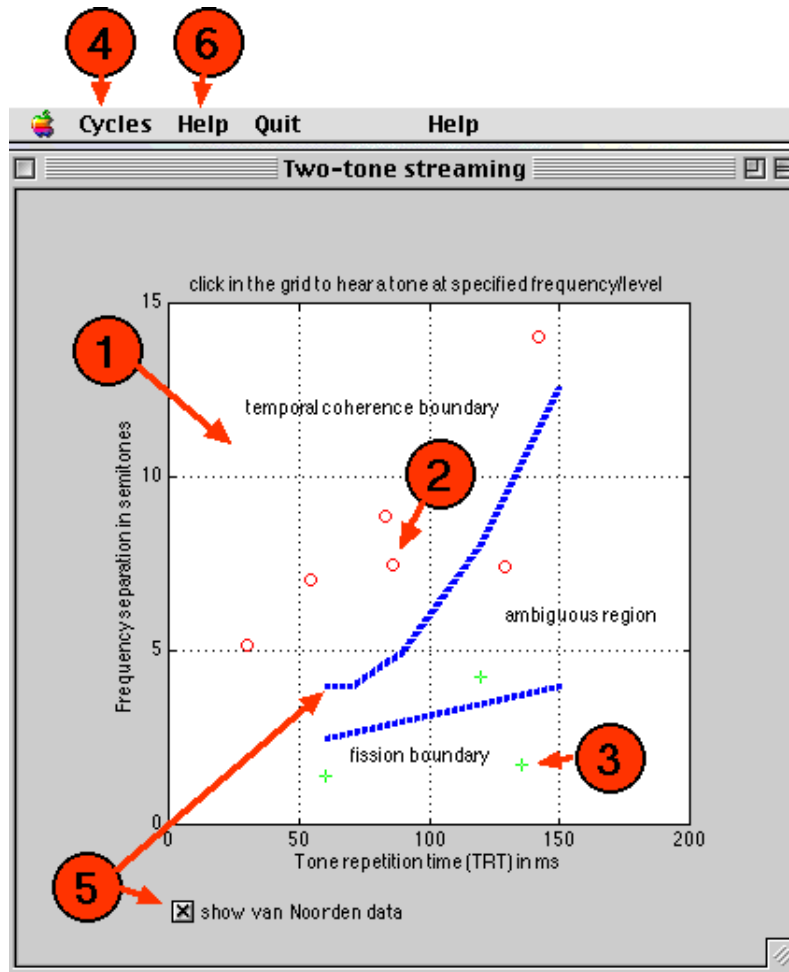 4 6
Cycles Help Quit Help
Two-tone streaming
click in the grid to hear a tone at specified frequency/level
15
1
temporal coherence boundary
Frequency separation in semitones
10
2
ambiguous region
5
fission boundary
3
0
0 50 100 150 200
Tone repetition time (TRT) in ms
5
show van Noorden data